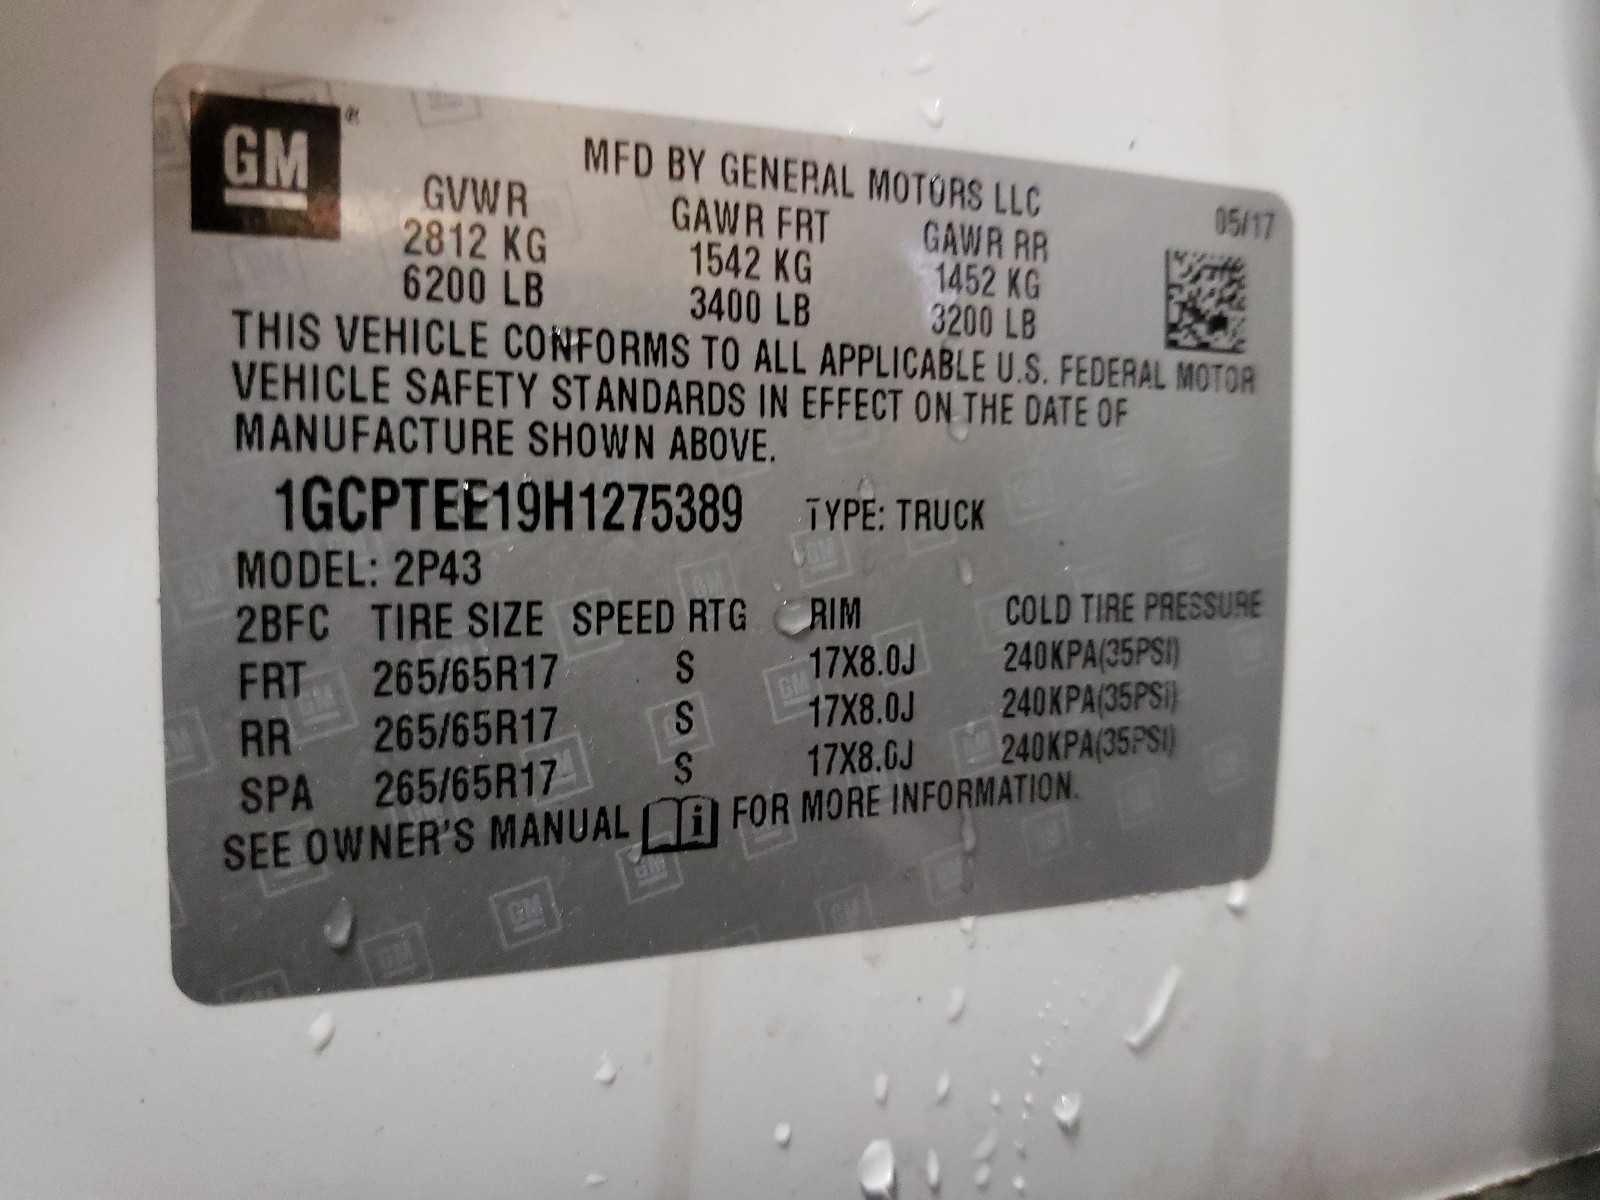 GM ®
MFD BY GENERAL MOTORS LLC
05/17
GVWR GAWR FRT GAWR RR
2812 KG 1542 KG 1452 KG
6200 LB 3400 LB 3200 LB
THIS VEHICLE CONFORMS TO ALL APPLICABLE U.S. FEDERAL MOTOR
VEHICLE SAFETY STANDARDS IN EFFECT ON THE DATE OF
MANUFACTURE SHOWN ABOVE.
1GCPTEE19H1275389 TYPE: TRUCK
MODEL: 2P43
2BFC TIRE SIZE SPEED RTG RIM COLD TIRE PRESSURE
FRT 265/65R17 S 17X8.0J 240KPA(35PSI)
RR 265/65R17 S 17X8.0J 240KPA(35PSI)
SPA 265/65R17 S 17X8.0J 240KPA(35PSI)
SEE OWNER'S MANUAL i FOR MORE INFORMATION.